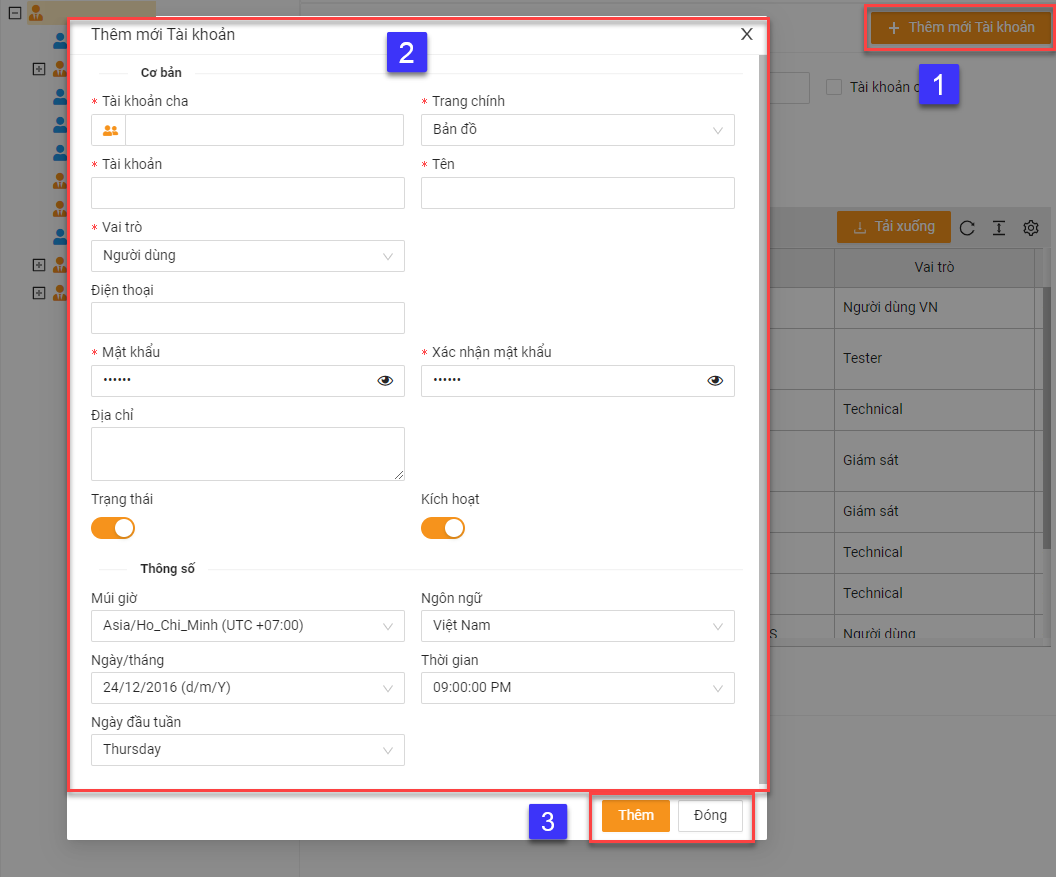 Thêm mới Tài khoản
2
+ Thêm mới Tài khoản
1
Cơ bản
* Tài khoản cha
* Trang chính
Bản đồ
Tài khoản
* Tài khoản
* Tên
* Vai trò
Người dùng
Điện thoại
* Mật khẩu
* Xác nhận mật khẩu
••••••
••••••
Địa chỉ
Trạng thái
Kích hoạt
Thông số
Múi giờ
Ngôn ngữ
Asia/Ho_Chi_Minh (UTC +07:00)
Việt Nam
Ngày/tháng
Thời gian
24/12/2016 (d/m/Y)
09:00:00 PM
Ngày đầu tuần
Thursday
3
Thêm
Đóng
Tải xuống
Vai trò
Người dùng VN
Tester
Technical
Giám sát
Giám sát
Technical
Technical
S
Người dùng